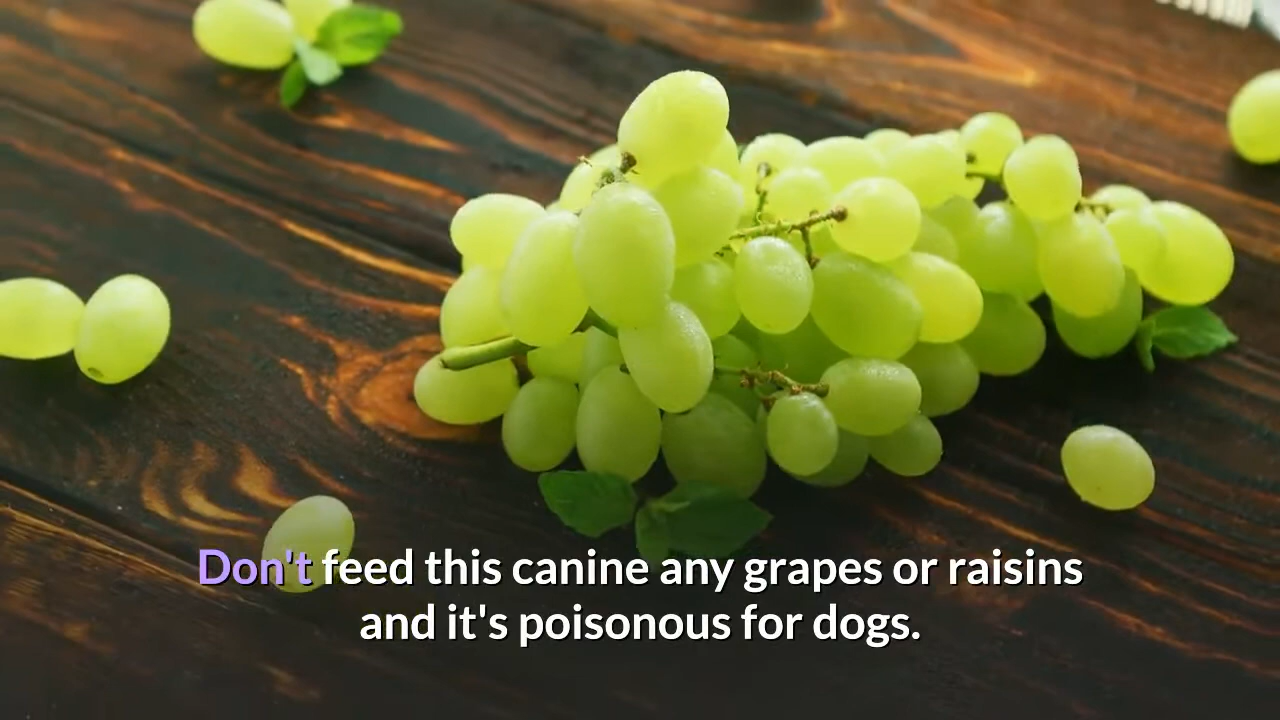 Don't feed this canine any grapes or raisins
and it's poisonous for dogs.